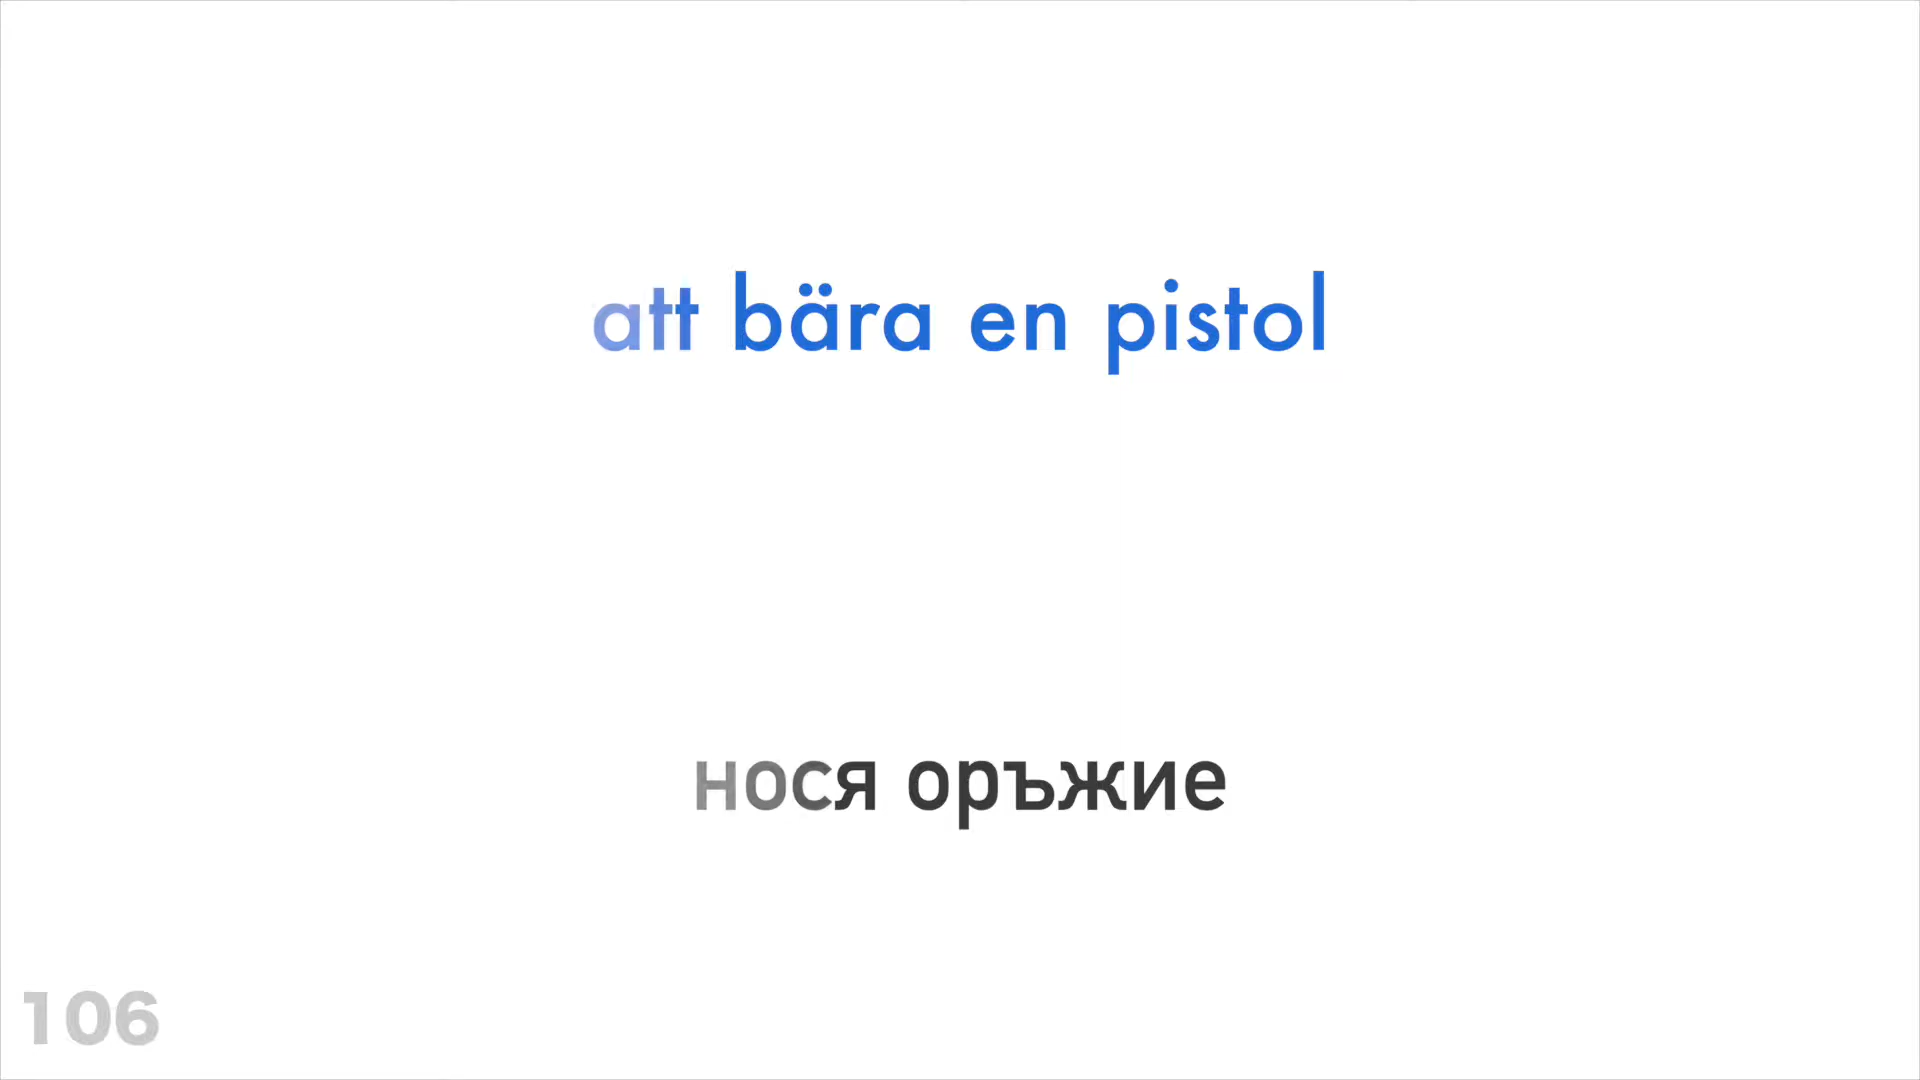 att bära en pistol
нося оръжие
106